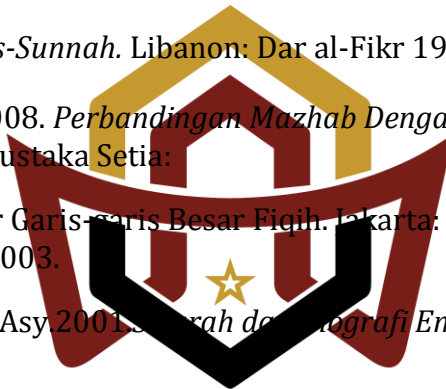 s-Sunnah. Libanon: Dar al-Fikr 19
008. Perbandingan Mazhab Denga
ustaka Setia:
r Garis-garis Besar Fiqih. Jakarta:
003.
Asy.2001. Em